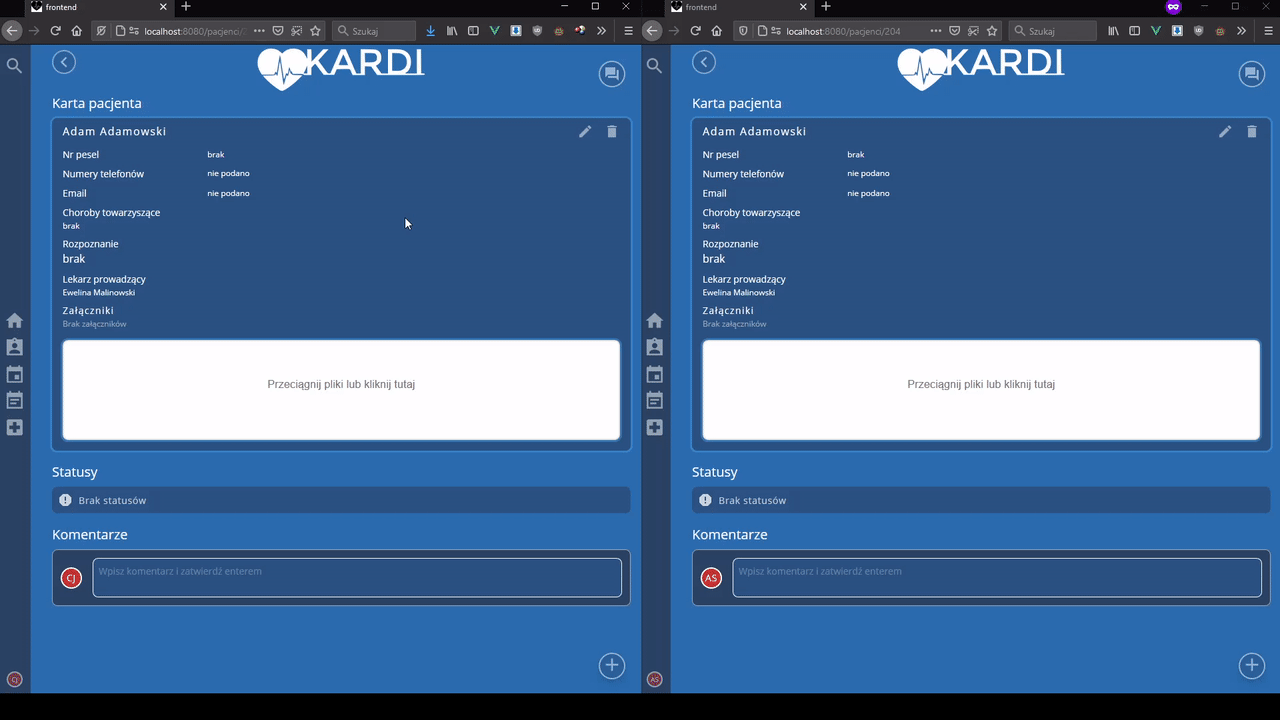 frontend
localhost:8080/pacjenci/
Szukaj
KARDI
Karta pacjenta
Adam Adamowski
Nr pesel brak
Numery telefonów nie podano
Email nie podano
Choroby towarzyszące
brak
Rozpoznanie
brak
Lekarz prowadzący
Ewelina Malinowski
Załączniki
Brak załączników
Przeciągnij pliki lub kliknij tutaj
Statusy
Brak statusów
Komentarze
CJ
Wpisz komentarz i zatwierdź enterem
CJ
frontend
localhost:8080/pacjenci/204
Szukaj
KARDI
Karta pacjenta
Adam Adamowski
Nr pesel brak
Numery telefonów nie podano
Email nie podano
Choroby towarzyszące
brak
Rozpoznanie
brak
Lekarz prowadzący
Ewelina Malinowski
Załączniki
Brak załączników
Przeciągnij pliki lub kliknij tutaj
Statusy
Brak statusów
Komentarze
AS
Wpisz komentarz i zatwierdź enterem
AS